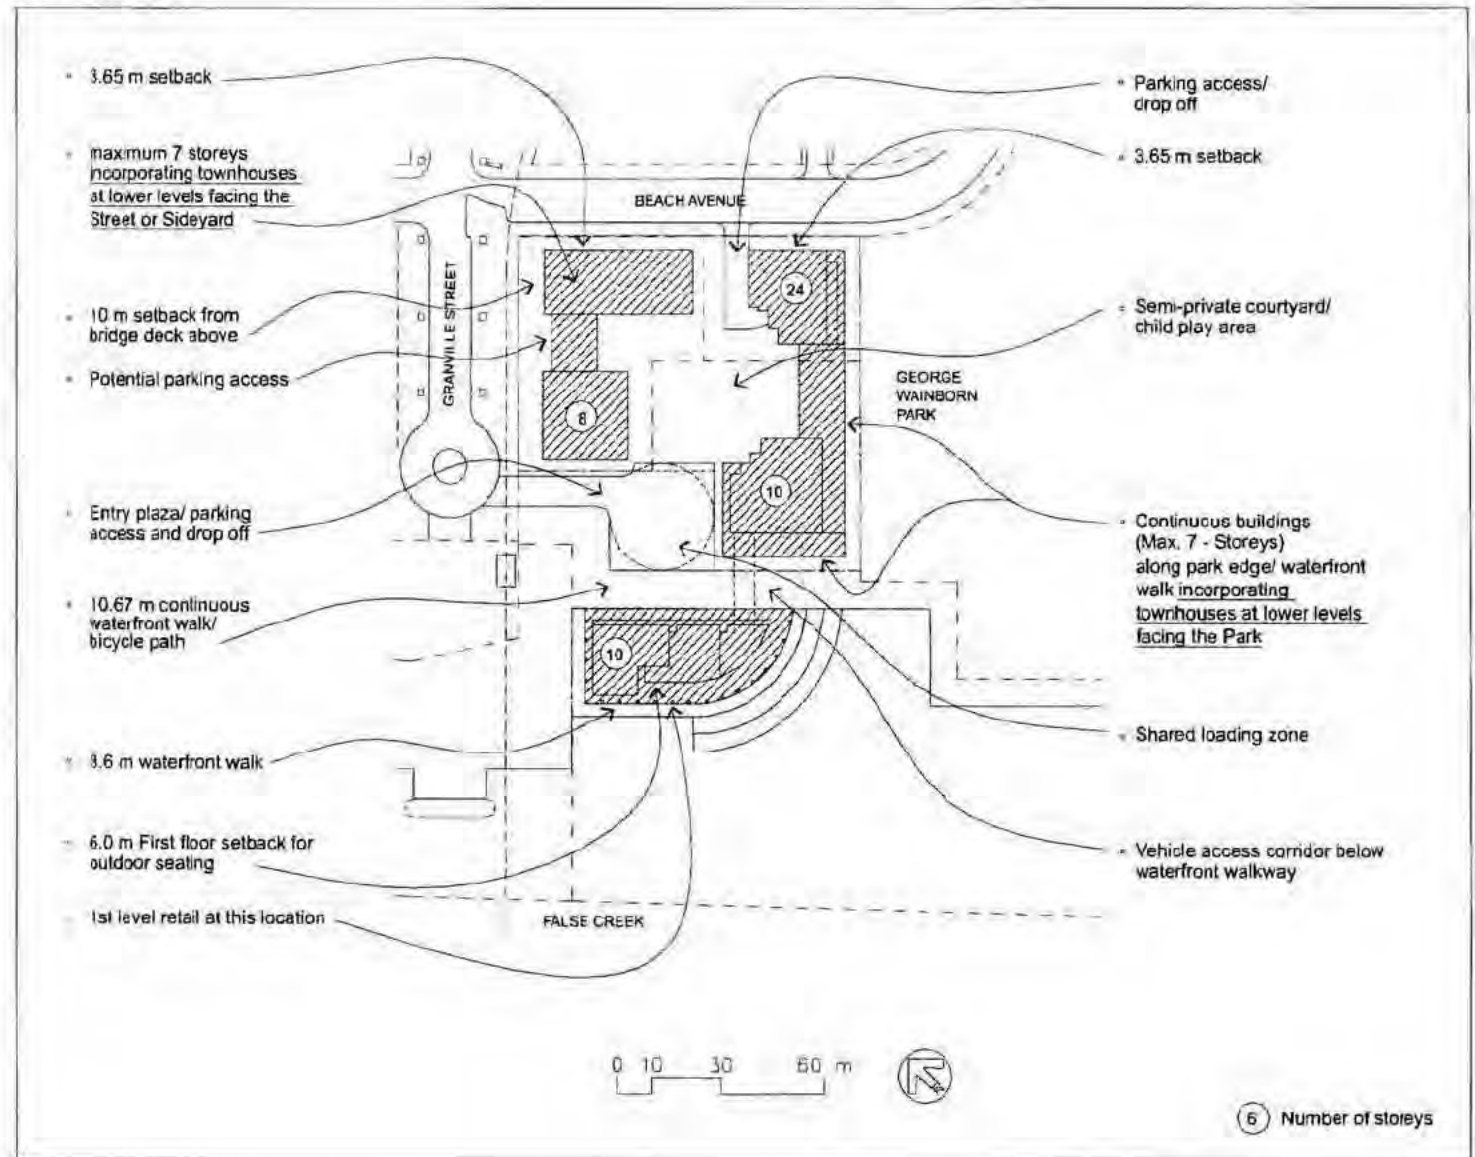 3.65 m setback
maximum 7 storeys
incorporating townhouses
at lower levels facing the
Street or Sideyard
10 m setback from
bridge deck above
Potential parking access
Entry plaza/ parking
access and drop off
10.67 m continuous
waterfront walk/
bicycle path
3.6 m waterfront walk
6.0 m First floor setback for
outdoor seating
1st level retail at this location
BEACH AVENUE
GRANVILLE STREET
24
8
10
10
GEORGE
WAINBORN
PARK
FALSE CREEK
Parking access/
drop off
3.65 m setback
Semi-private courtyard/
child play area
Continuous buildings
(Max. 7 - Storeys)
along park edge/ waterfront
walk incorporating
townhouses at lower levels
facing the Park
Shared loading zone
Vehicle access corridor below
waterfront walkway
0 10 30 60 m
6 Number of storeys